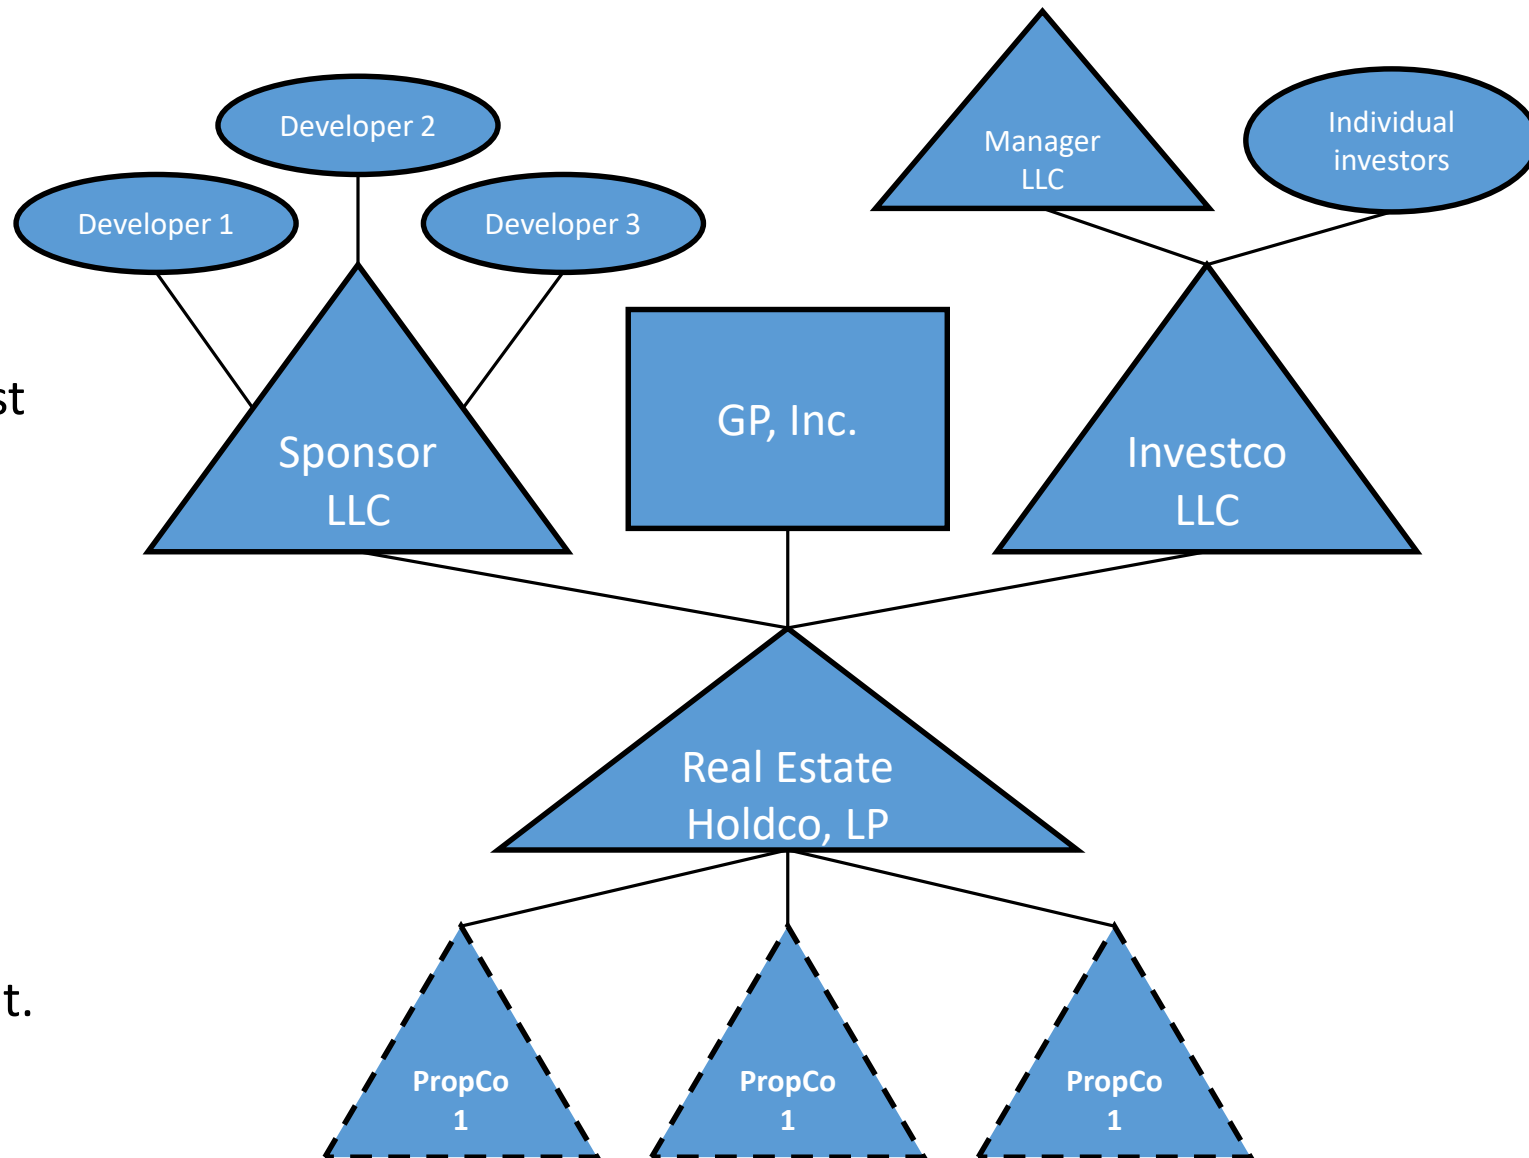 Developer 2
Manager
LLC
Individual
investors
Developer 1
Developer 3
st
GP, Inc.
Sponsor
LLC
Investco
LLC
Real Estate
Holdco, LP
t.
PropCo
1
PropCo
1
PropCo
1